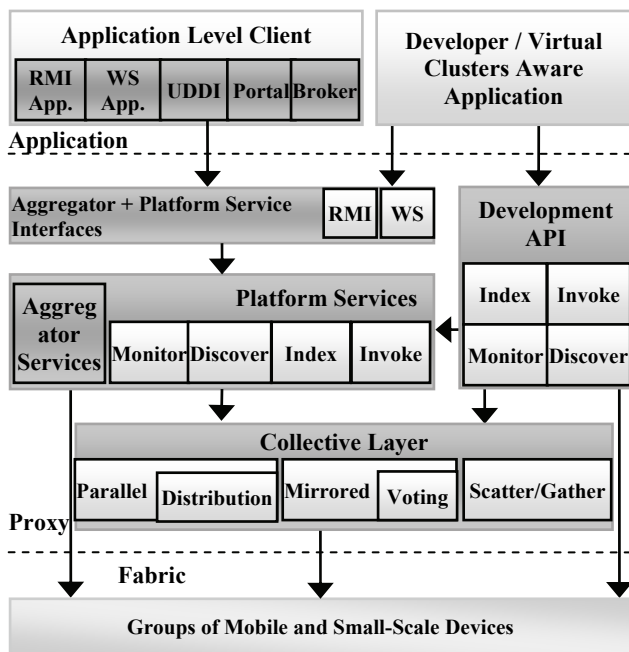 Application Level Client
RMI App.
WS App.
UDDI
Portal
Broker
Developer / Virtual
Clusters Aware
Application
Application
Aggregator + Platform Service
Interfaces
RMI
WS
Development
API
Index
Invoke
Monitor
Discover
Aggreg
ator
Services
Platform Services
Monitor
Discover
Index
Invoke
Collective Layer
Parallel
Distribution
Mirrored
Voting
Scatter/Gather
Proxy
Fabric
Groups of Mobile and Small-Scale Devices